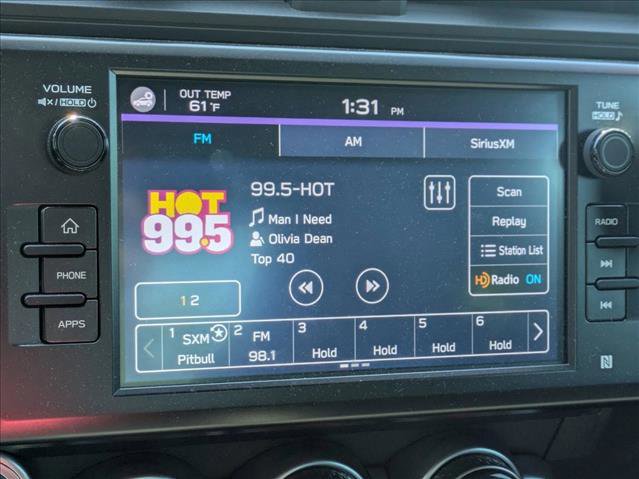 VOLUME
HOLD
OUT TEMP
61°F
1:31 PM
TUNE
HOLD
FM
AM
SiriusXM
HOT
99.5
99.5-HOT
Man I Need
Olivia Dean
Top 40
Scan
Replay
Station List
HD Radio ON
PHONE
APPS
RADIO
1 2
1
SXM
Pitbull
2
FM
98.1
3
Hold
4
Hold
5
Hold
6
Hold
N